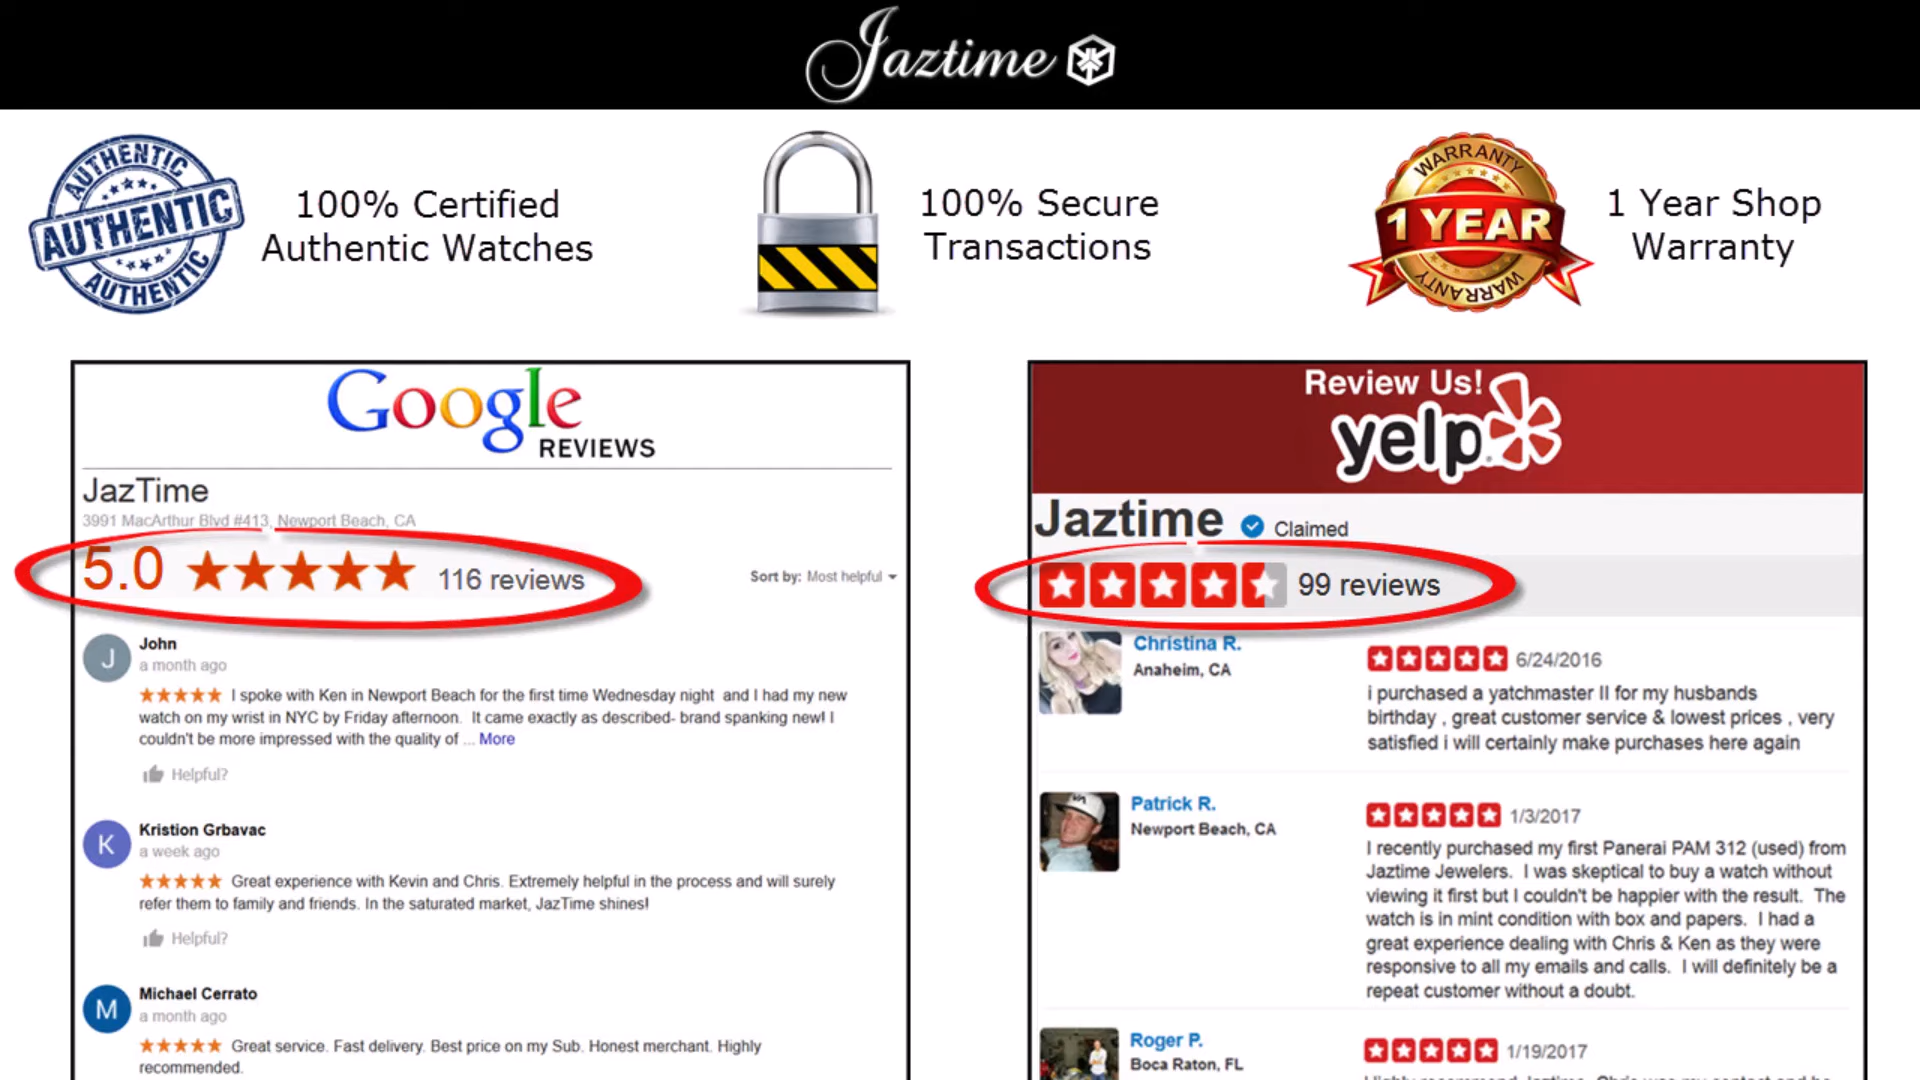 Jaztime
AUTHENTIC
AUTHENTIC
AUTHENTIC
100% Certified
Authentic Watches
100% Secure
Transactions
WARRANTY
1 YEAR
WARRANTY
1 Year Shop
Warranty
Google
REVIEWS
JazTime
3991 MacArthur Blvd #413, Newport Beach, CA
5.0 116 reviews
Sort by: Most helpful
J
John
a month ago
I spoke with Ken in Newport Beach for the first time Wednesday night and I had my new
watch on my wrist in NYC by Friday afternoon. It came exactly as described- brand spanking new! I
couldn't be more impressed with the quality of ... More
Helpful?
K
Kristion Grbavac
a week ago
Great experience with Kevin and Chris. Extremely helpful in the process and will surely
refer them to family and friends. In the saturated market, JazTime shines!
Helpful?
M
Michael Cerrato
a month ago
Great service. Fast delivery. Best price on my Sub. Honest merchant. Highly
recommended.
Review Us!
yelp
Jaztime Claimed
99 reviews
Christina R.
Anaheim, CA
6/24/2016
i purchased a yatchmaster II for my husbands
birthday , great customer service & lowest prices , very
satisfied i will certainly make purchases here again
Patrick R.
Newport Beach, CA
1/3/2017
I recently purchased my first Panerai PAM 312 (used) from
Jaztime Jewelers. I was skeptical to buy a watch without
viewing it first but I couldn't be happier with the result. The
watch is in mint condition with box and papers. I had a
great experience dealing with Chris & Ken as they were
responsive to all my emails and calls. I will definitely be a
repeat customer without a doubt.
Roger P.
Boca Raton, FL
1/19/2017